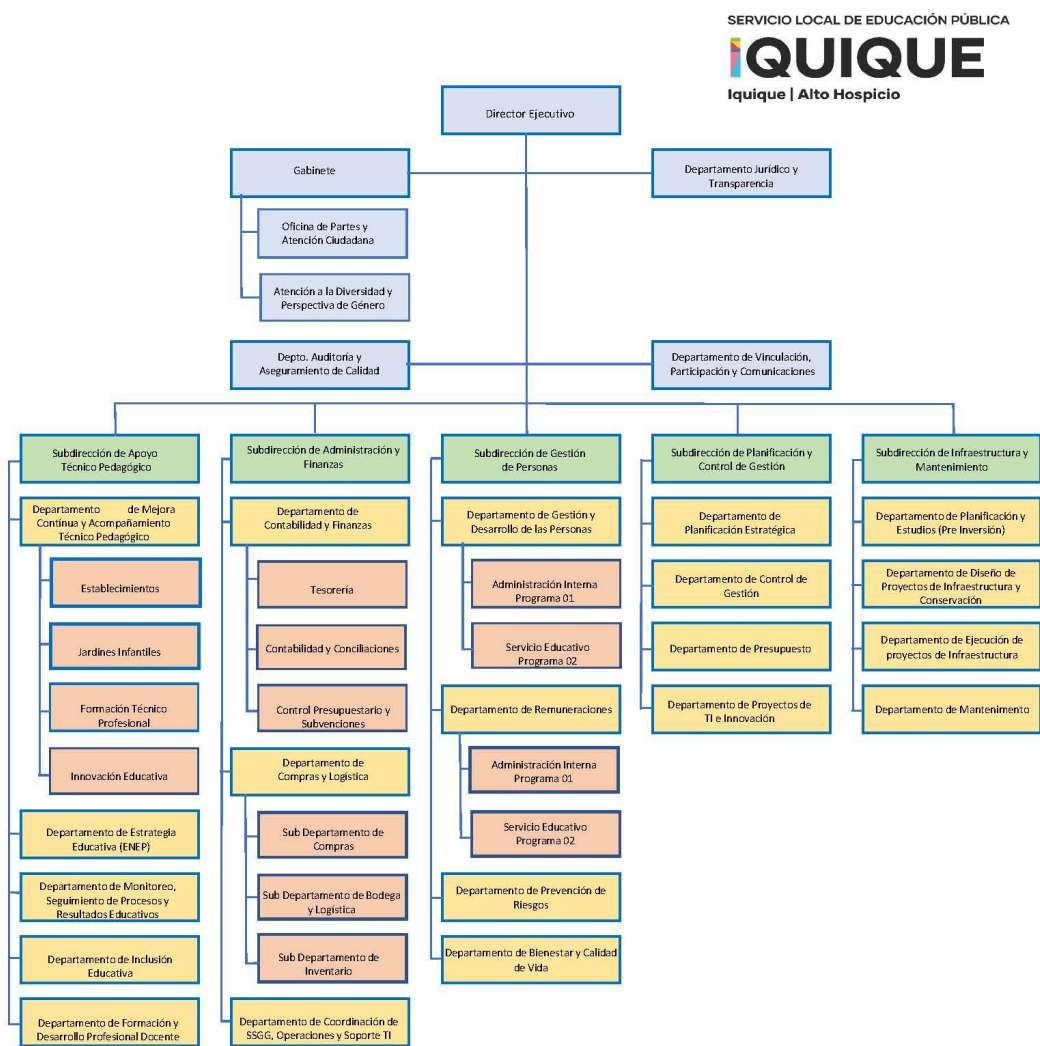 SERVICIO LOCAL DE EDUCACIÓN PÚBLICA
IQUIQUE
Iquique | Alto Hospicio
Director Ejecutivo
Gabinete
Departamento Jurídico y
Transparencia
Oficina de Partes y
Atención Ciudadana
Atención a la Diversidad y
Perspectiva de Género
Depto. Auditoría y
Aseguramiento de Calidad
Departamento de Vinculación,
Participación y Comunicaciones
Subdirección de Apoyo
Técnico Pedagógico
Departamento de Mejora
Contínua y Acompañamiento
Técnico Pedagógico
Establecimientos
Jardines Infantiles
Formación Técnico
Profesional
Innovación Educativa
Departamento de Estrategia
Educativa (ENEP)
Departamento de Monitoreo,
Seguimiento de Procesos y
Resultados Educativos
Departamento de Inclusión
Educativa
Departamento de Formación y
Desarrollo Profesional Docente
Subdirección de Administración y
Finanzas
Departamento de
Contabilidad y Finanzas
Tesorería
Contabilidad y Conciliaciones
Control Presupuestario y
Subvenciones
Departamento de
Compras y Logística
Sub Departamento de
Compras
Sub Departamento de Bodega
y Logística
Sub Departamento de
Inventario
Departamento de Coordinación de
SSGG, Operaciones y Soporte TI
Subdirección de Gestión
de Personas
Departamento de Gestión y
Desarrollo de las Personas
Administración Interna
Programa 01
Servicio Educativo
Programa 02
Departamento de Remuneraciones
Administración Interna
Programa 01
Servicio Educativo
Programa 02
Departamento de Prevención de
Riesgos
Departamento de Bienestar y Calidad
de Vida
Subdirección de Planificación y
Control de Gestión
Departamento de
Planificación Estratégica
Departamento de Control de
Gestión
Departamento de Presupuesto
Departamento de Proyectos de
TI e Innovación
Subdirección de Infraestructura y
Mantenimiento
Departamento de Planificación y
Estudios (Pre Inversión)
Departamento de Diseño de
Proyectos de Infraestructura y
Conservación
Departamento de Ejecución de
proyectos de Infraestructura
Departamento de Mantenimento